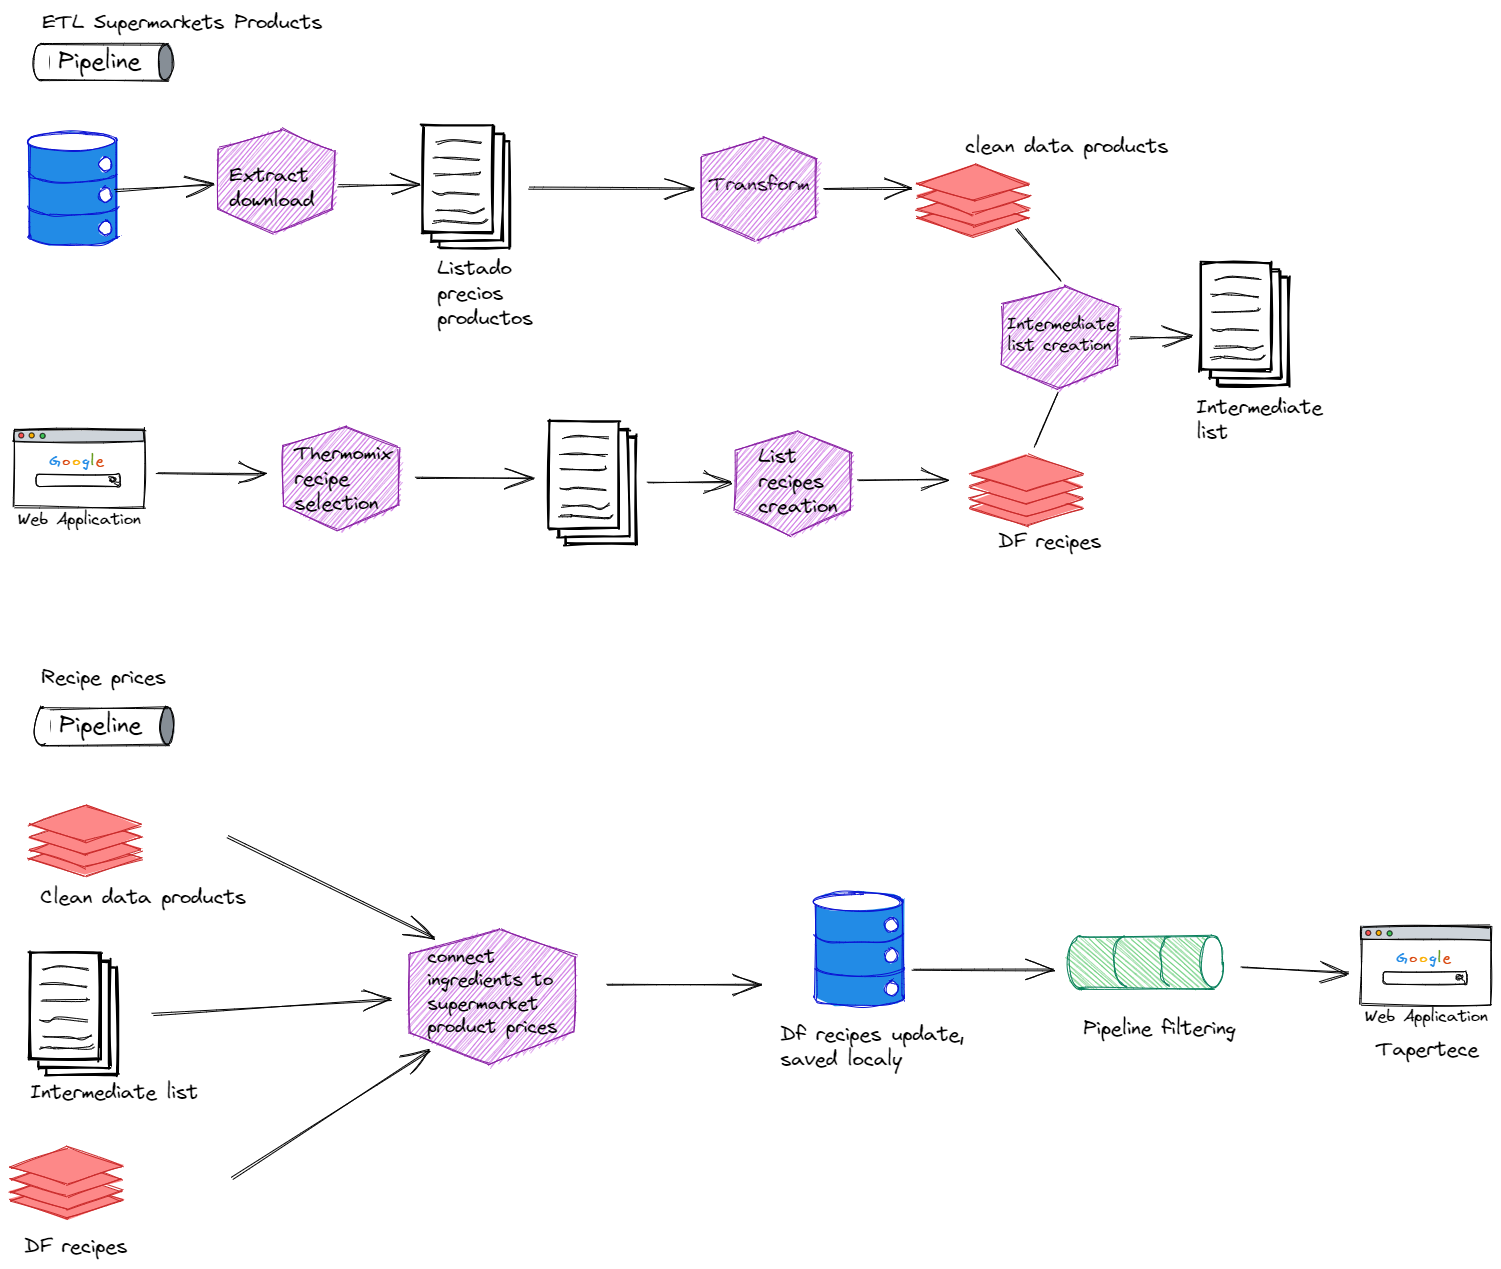 ETL Supermarkets Products
Pipeline
clean data products
Extract
download
Transform
Listado
precios
productos
Intermediate
list creation
Intermediate
list
Google
Web Application
Thermomix
recipe
selection
List
recipes
creation
DF recipes
Recipe prices
Pipeline
Clean data products
connect
ingredients to
supermarket
product prices
Intermediate list
DF recipes
Df recipes update,
saved localy
Pipeline filtering
Google
Web Application
Tapertece